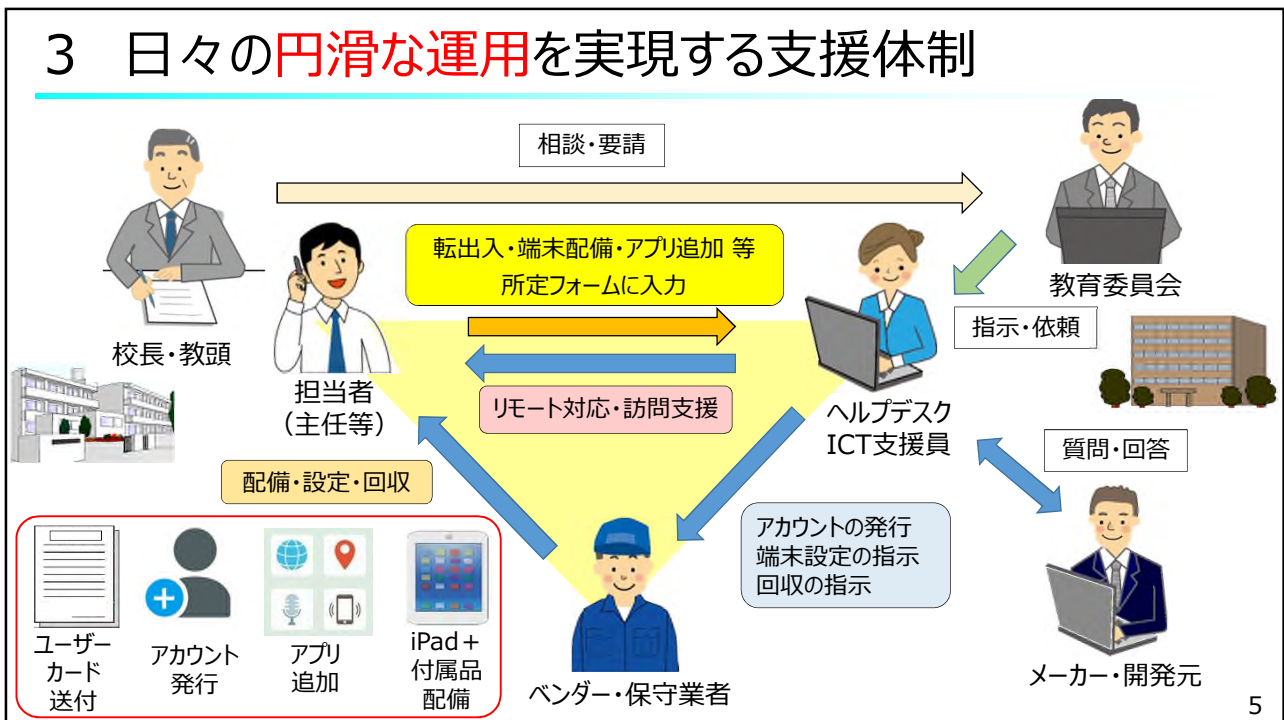 3 日々の円滑な運用を実現する支援体制
相談・要請
転出入・端末配備・アプリ追加 等
所定フォームに入力
教育委員会
指示・依頼
校長・教頭
担当者
（主任等）
リモート対応・訪問支援
ヘルプデスク
ICT支援員
質問・回答
配備・設定・回収
アカウントの発行
端末設定の指示
回収の指示
ユーザー
カード
送付
アカウント
発行
アプリ
追加
iPad＋
付属品
配備
ベンダー・保守業者
メーカー・開発元
5